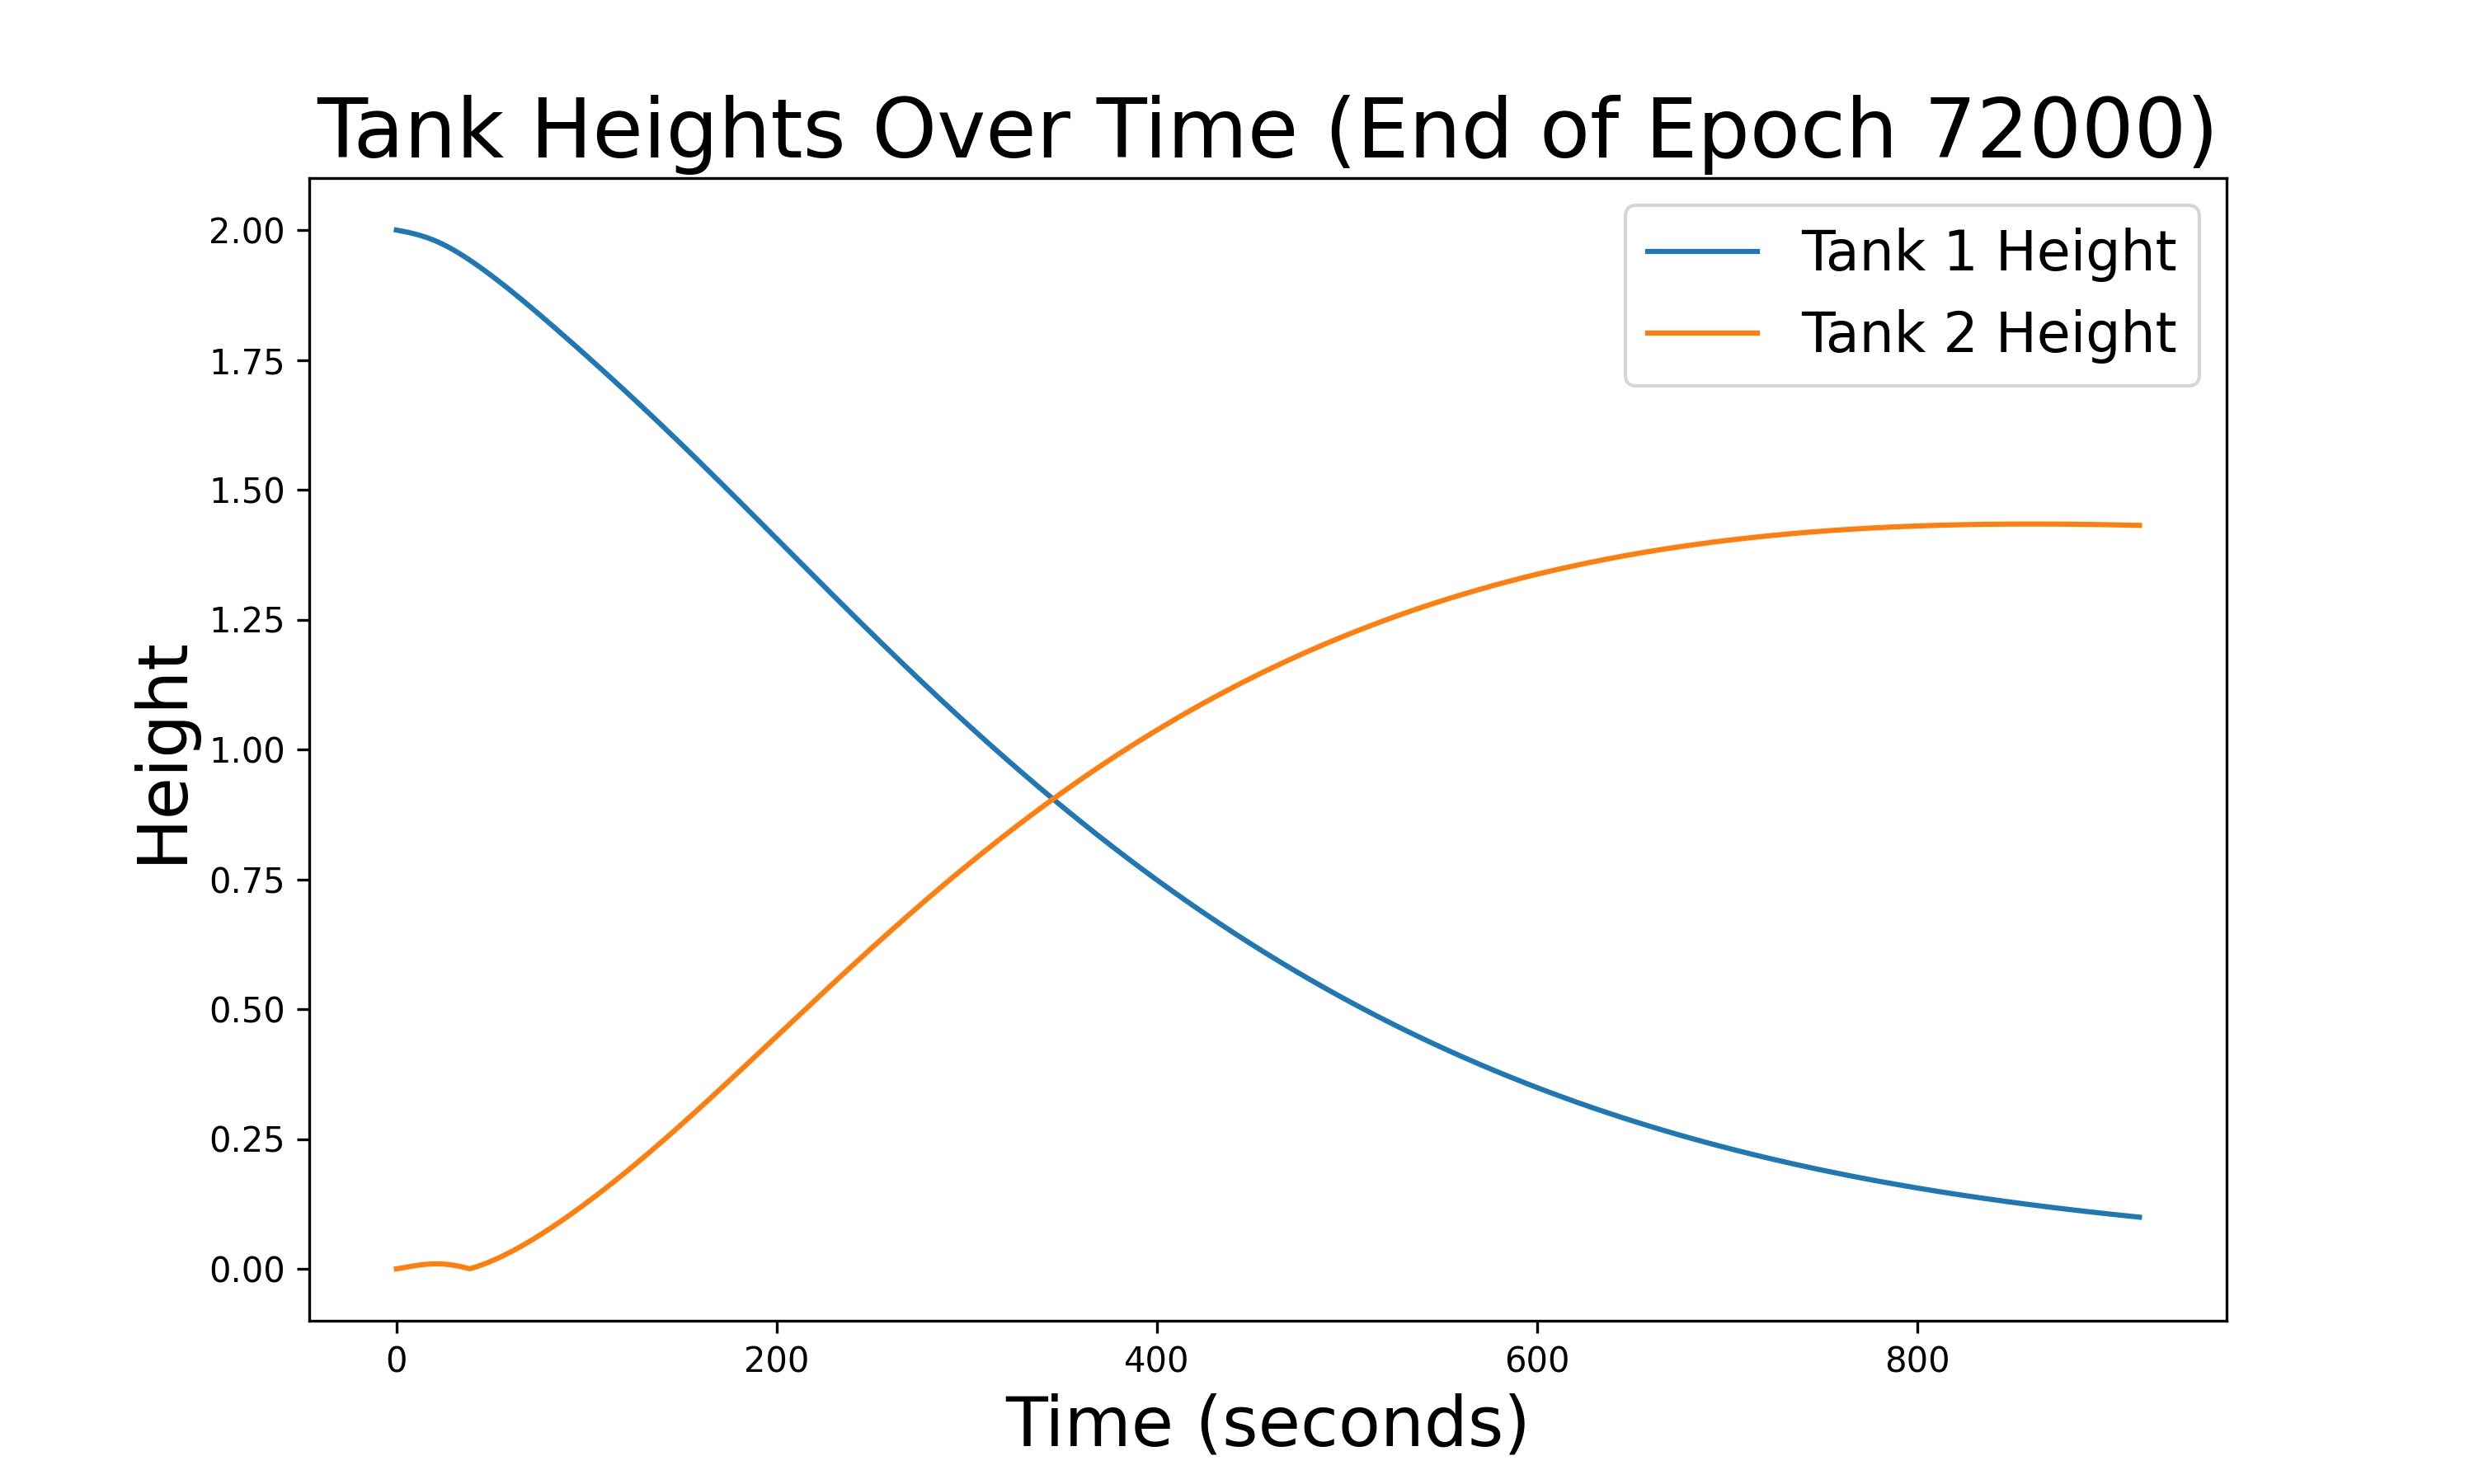 Tank Heights Over Time (End of Epoch 72000)
Tank 1 Height
Tank 2 Height
Height
2.00
1.75
1.50
1.25
1.00
0.75
0.50
0.25
0.00
0 200 400 600 800
Time (seconds)